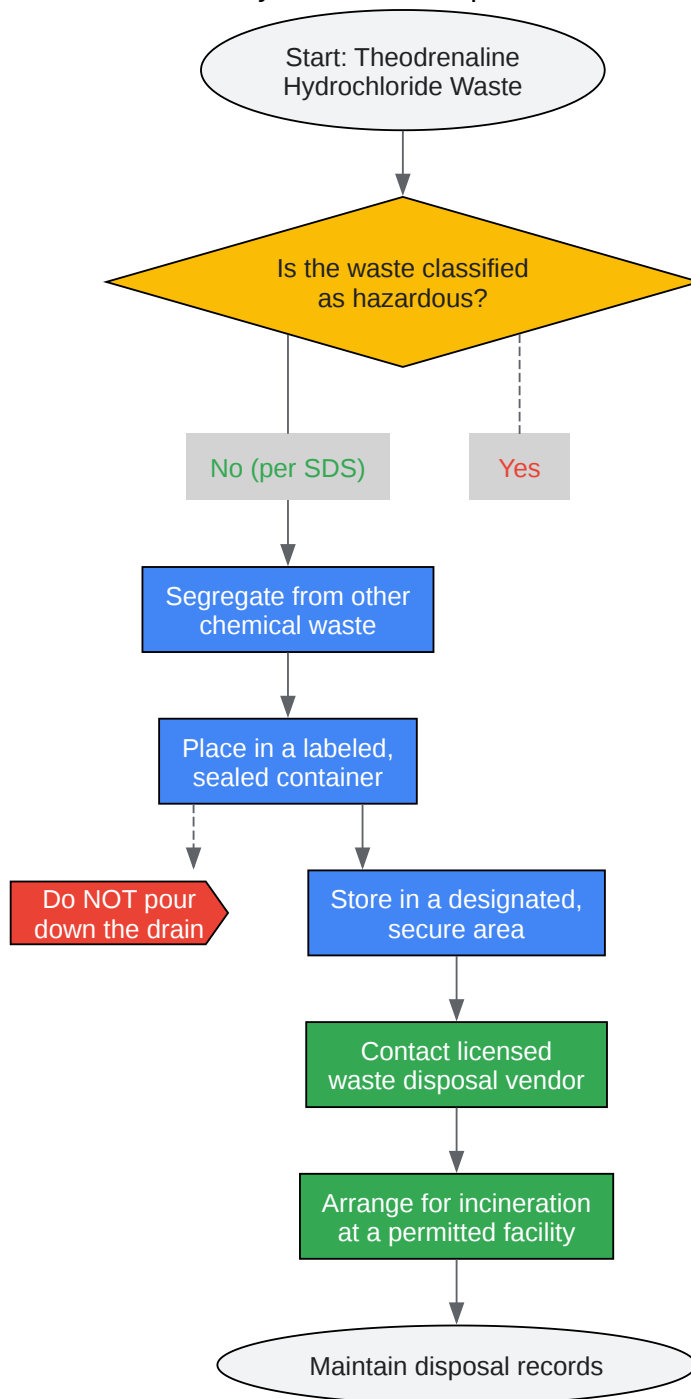 Start: Theodrenaline
Hydrochloride Waste
Is the waste classified
as hazardous?
No (per SDS)
Yes
Segregate from other
chemical waste
Place in a labeled,
sealed container
Do NOT pour
down the drain
Store in a designated,
secure area
Contact licensed
waste disposal vendor
Arrange for incineration
at a permitted facility
Maintain disposal records